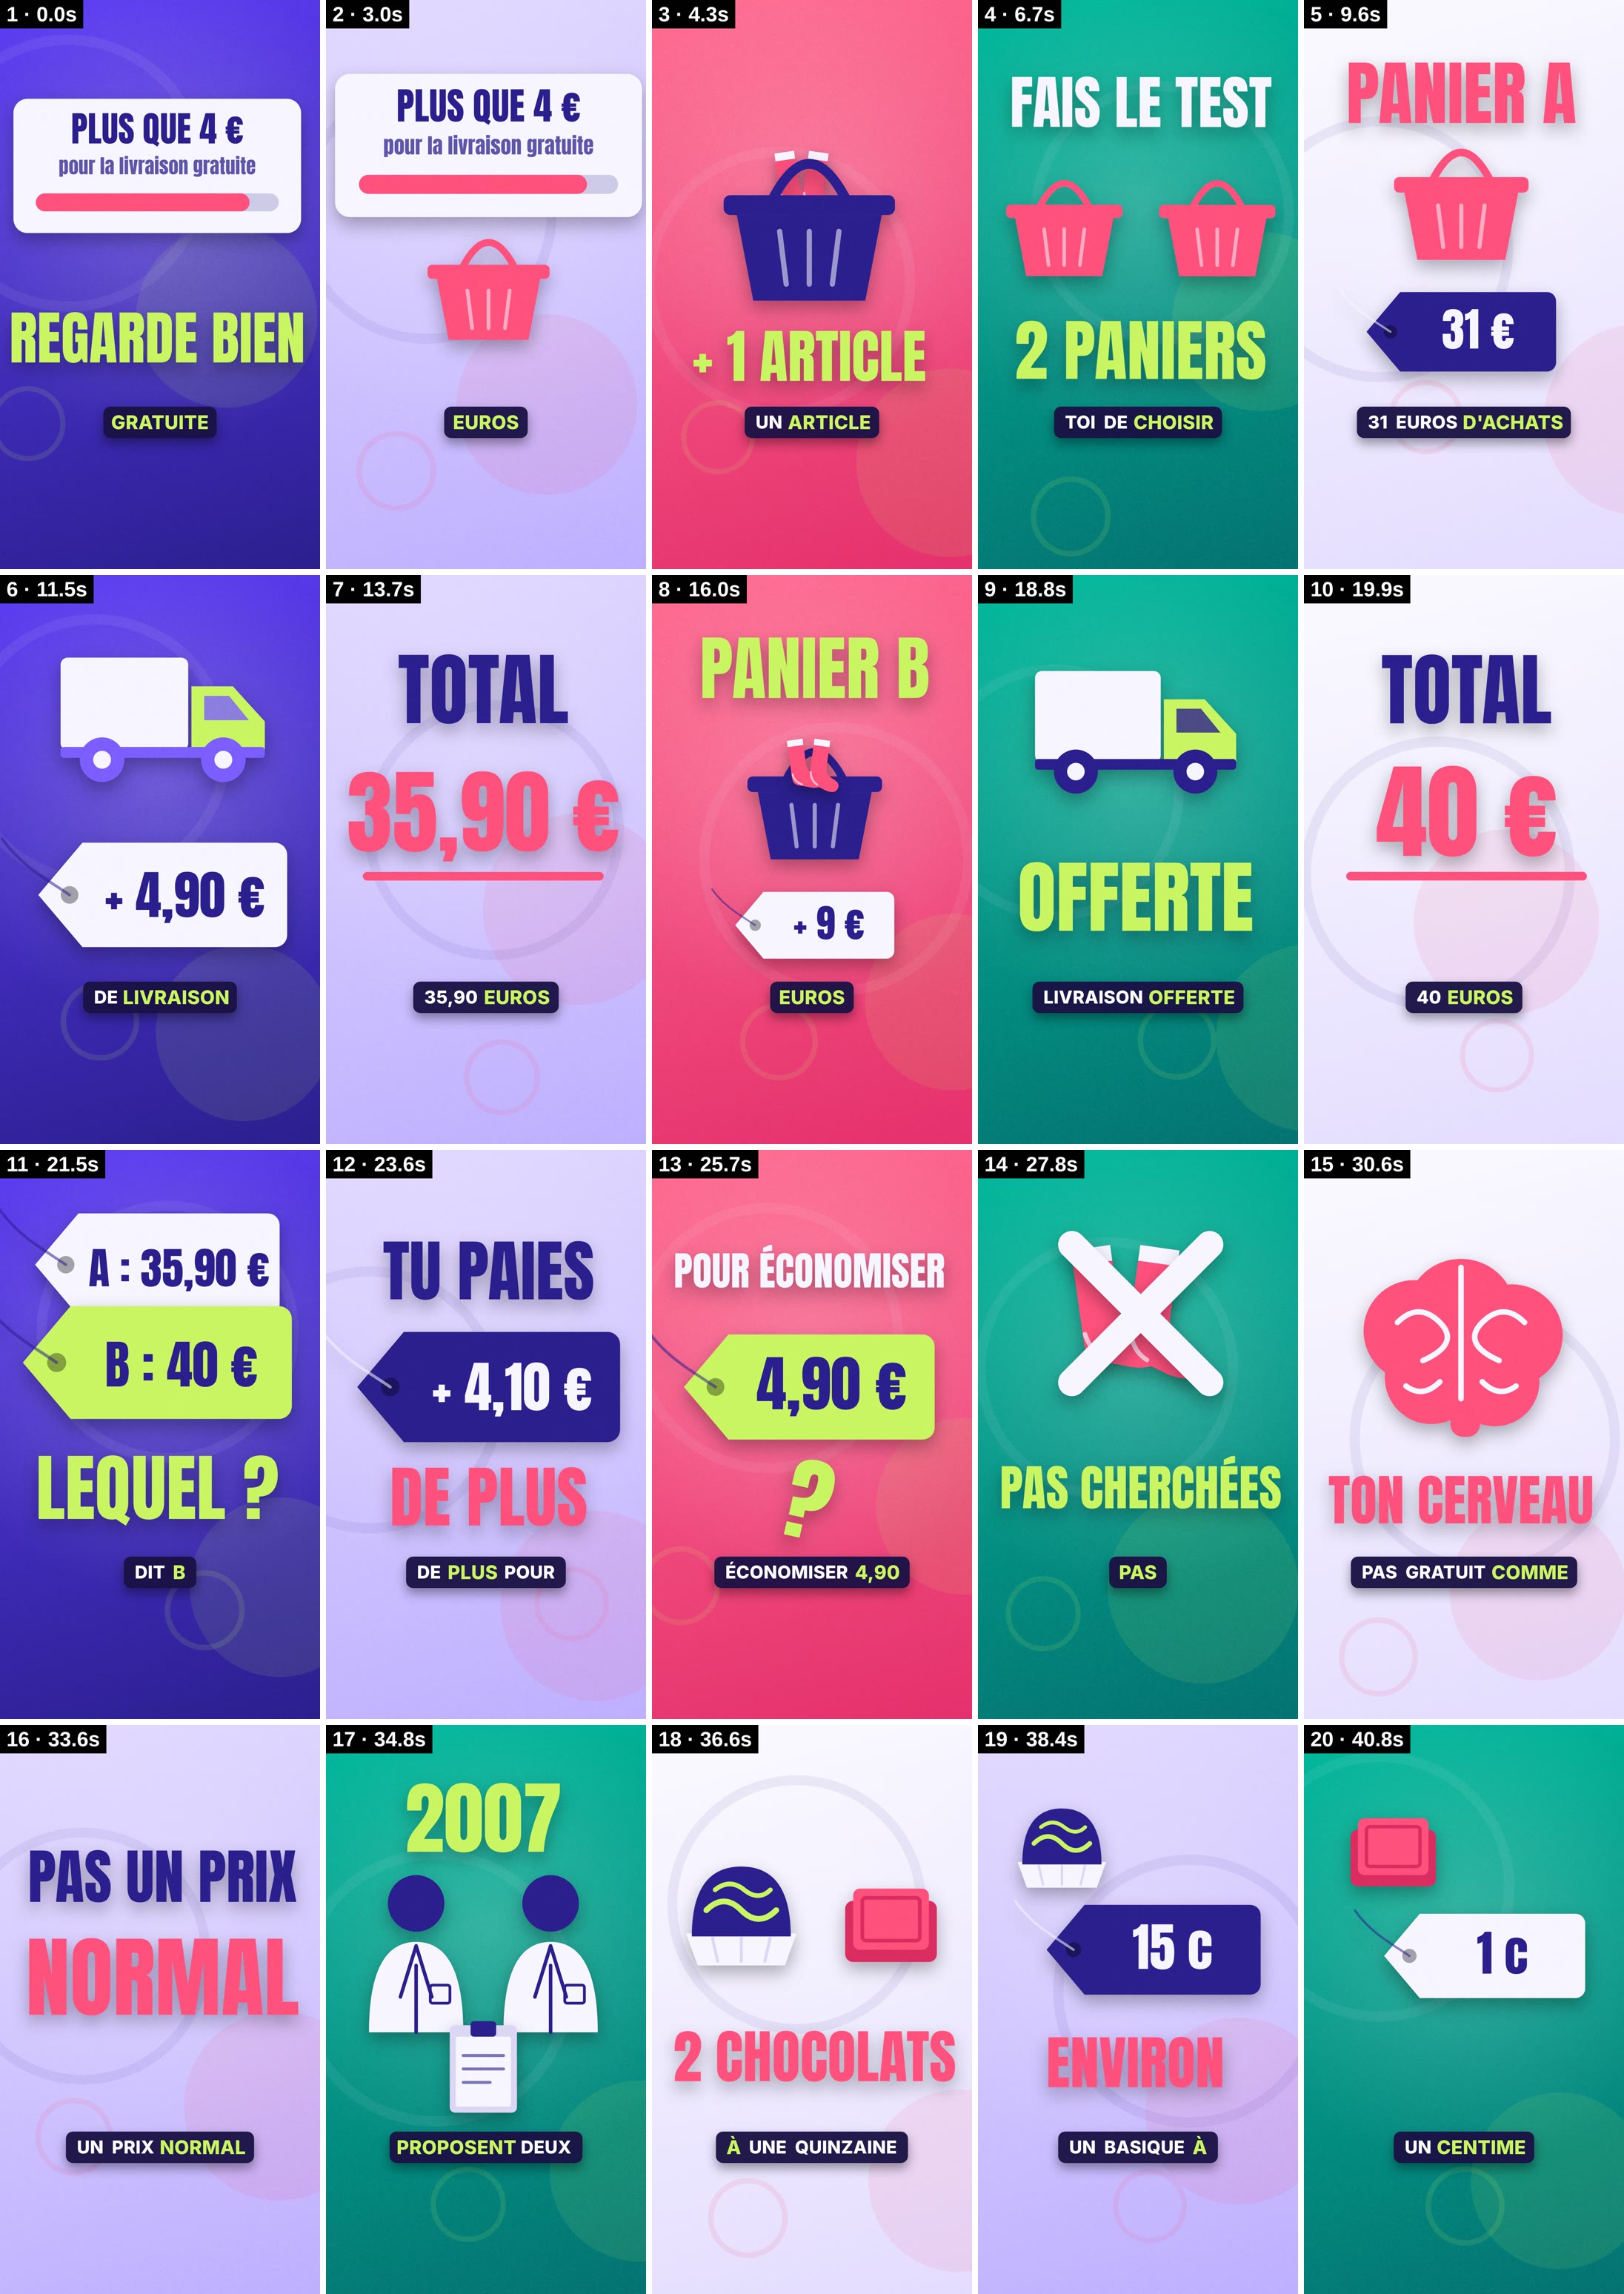 1 · 0.0s
PLUS QUE 4 €
pour la livraison gratuite
REGARDE BIEN
GRATUITE
2 · 3.0s
PLUS QUE 4 €
pour la livraison gratuite
EUROS
3 · 4.3s
+ 1 ARTICLE
UN ARTICLE
4 · 6.7s
FAIS LE TEST
2 PANIERS
TOI DE CHOISIR
5 · 9.6s
PANIER A
31 €
31 EUROS D'ACHATS
6 · 11.5s
+ 4,90 €
DE LIVRAISON
7 · 13.7s
TOTAL
35,90 €
35,90 EUROS
8 · 16.0s
PANIER B
+ 9 €
EUROS
9 · 18.8s
OFFERTE
LIVRAISON OFFERTE
10 · 19.9s
TOTAL
40 €
40 EUROS
11 · 21.5s
A : 35,90 €
B : 40 €
LEQUEL ?
DIT B
12 · 23.6s
TU PAIES
+ 4,10 €
DE PLUS
DE PLUS POUR
13 · 25.7s
POUR ÉCONOMISER
4,90 €
?
ÉCONOMISER 4,90
14 · 27.8s
PAS CHERCHÉES
PAS
15 · 30.6s
TON CERVEAU
PAS GRATUIT COMME
16 · 33.6s
PAS UN PRIX
NORMAL
UN PRIX NORMAL
17 · 34.8s
2007
PROPOSENT DEUX
18 · 36.6s
2 CHOCOLATS
À UNE QUINZAINE
19 · 38.4s
15 C
ENVIRON
UN BASIQUE À
20 · 40.8s
1 C
UN CENTIME